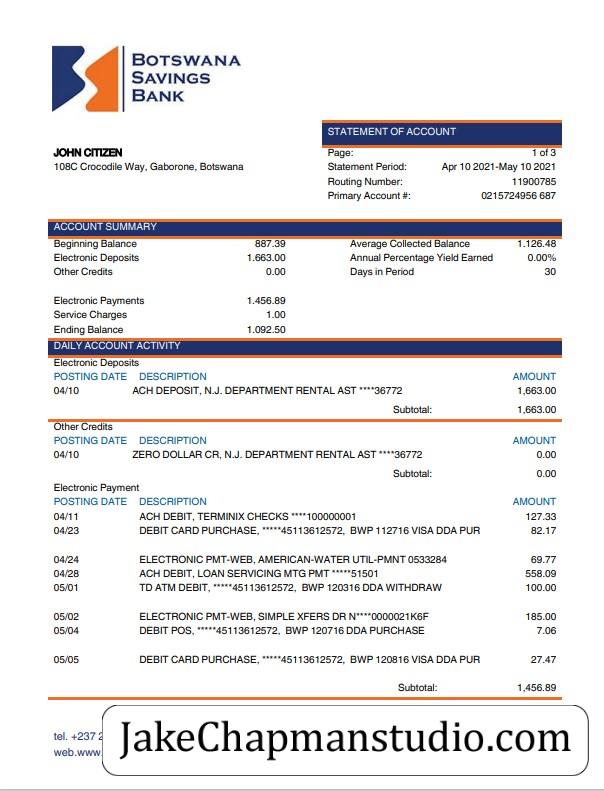 BOTSWANA
SAVINGS
BANK
STATEMENT OF ACCOUNT
JOHN CITIZEN
108C Crocodile Way, Gaborone, Botswana
Page: 1 of 3
Statement Period: Apr 10 2021-May 10 2021
Routing Number: 11900785
Primary Account #: 0215724956 687
ACCOUNT SUMMARY
Beginning Balance 887.39 Average Collected Balance 1.126.48
Electronic Deposits 1.663.00 Annual Percentage Yield Earned 0.00%
Other Credits 0.00 Days in Period 30
Electronic Payments 1.456.89
Service Charges 1.00
Ending Balance 1.092.50
DAILY ACCOUNT ACTIVITY
Electronic Deposits
POSTING DATE DESCRIPTION AMOUNT
04/10 ACH DEPOSIT, N.J. DEPARTMENT RENTAL AST ****36772 1,663.00
Subtotal: 1,663.00
Other Credits
POSTING DATE DESCRIPTION AMOUNT
04/10 ZERO DOLLAR CR, N.J. DEPARTMENT RENTAL AST ****36772 0.00
Subtotal: 0.00
Electronic Payment
POSTING DATE DESCRIPTION AMOUNT
04/11 ACH DEBIT, TERMINIX CHECKS ****100000001 127.33
04/23 DEBIT CARD PURCHASE, *****45113612572, BWP 112716 VISA DDA PUR 82.17
04/24 ELECTRONIC PMT-WEB, AMERICAN-WATER UTIL-PMNT 0533284 69.77
04/28 ACH DEBIT, LOAN SERVICING MTG PMT *****51501 558.09
05/01 TD ATM DEBIT, *****45113612572, BWP 120316 DDA WITHDRAW 100.00
05/02 ELECTRONIC PMT-WEB, SIMPLE XFERS DR N****0000021K6F 185.00
05/04 DEBIT POS, *****45113612572, BWP 120716 DDA PURCHASE 7.06
05/05 DEBIT CARD PURCHASE, *****45113612572, BWP 120816 VISA DDA PUR 27.47
Subtotal: 1,456.89
tel. +237 2
web.www.
JakeChapmanstudio.com